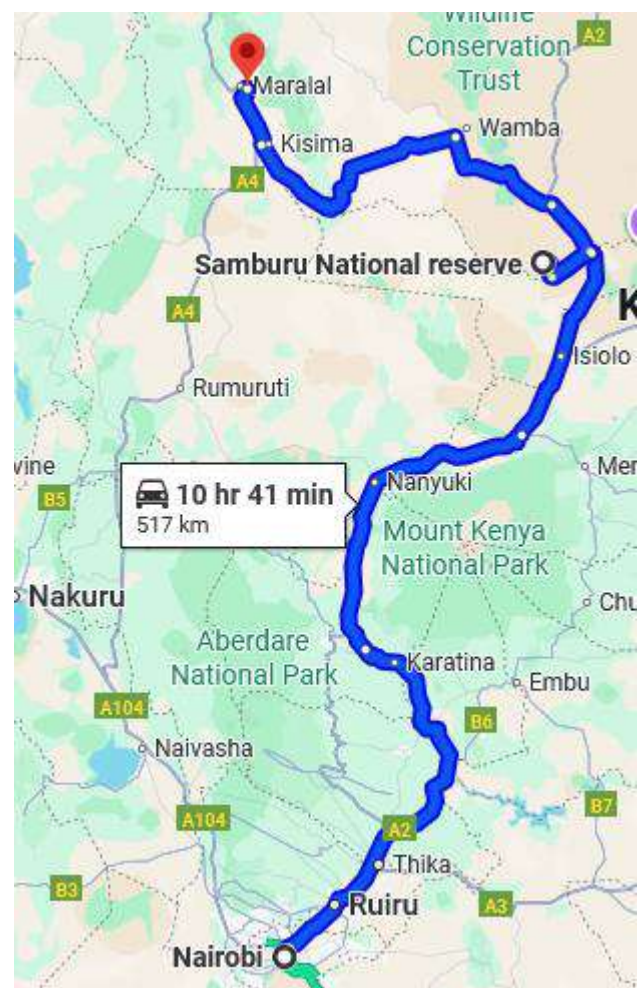 Wildlife
Conservation
Trust
A2
Maralal
Wamba
Kisima
A4
Samburu National reserve
K
A4
Isiolo
Rumuruti
vine
Mer
B5
10 hr 41 min
517 km
Nanyuki
Mount Kenya
National Park
Nakuru
Chu
Aberdare
National Park
Karatina
Embu
A104
B6
Naivasha
A104
A2
B7
Thika
B3
A3
Ruiru
Nairobi